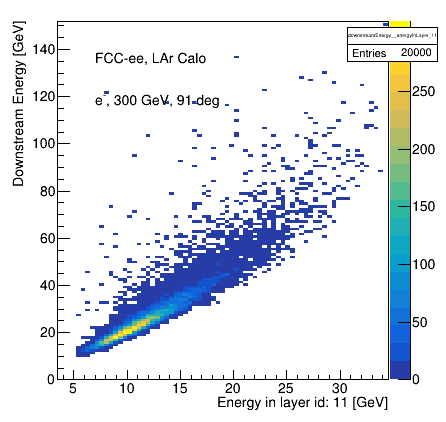 downstreamEnergy__energyInLayer_11
Entries 20000
FCC-ee, LAr Calo
e-, 300 GeV, 91 deg
Downstream Energy [GeV]
140
120
100
80
60
40
20
0
5 10 15 20 25 30
Energy in layer id: 11 [GeV]
250
200
150
100
50
0